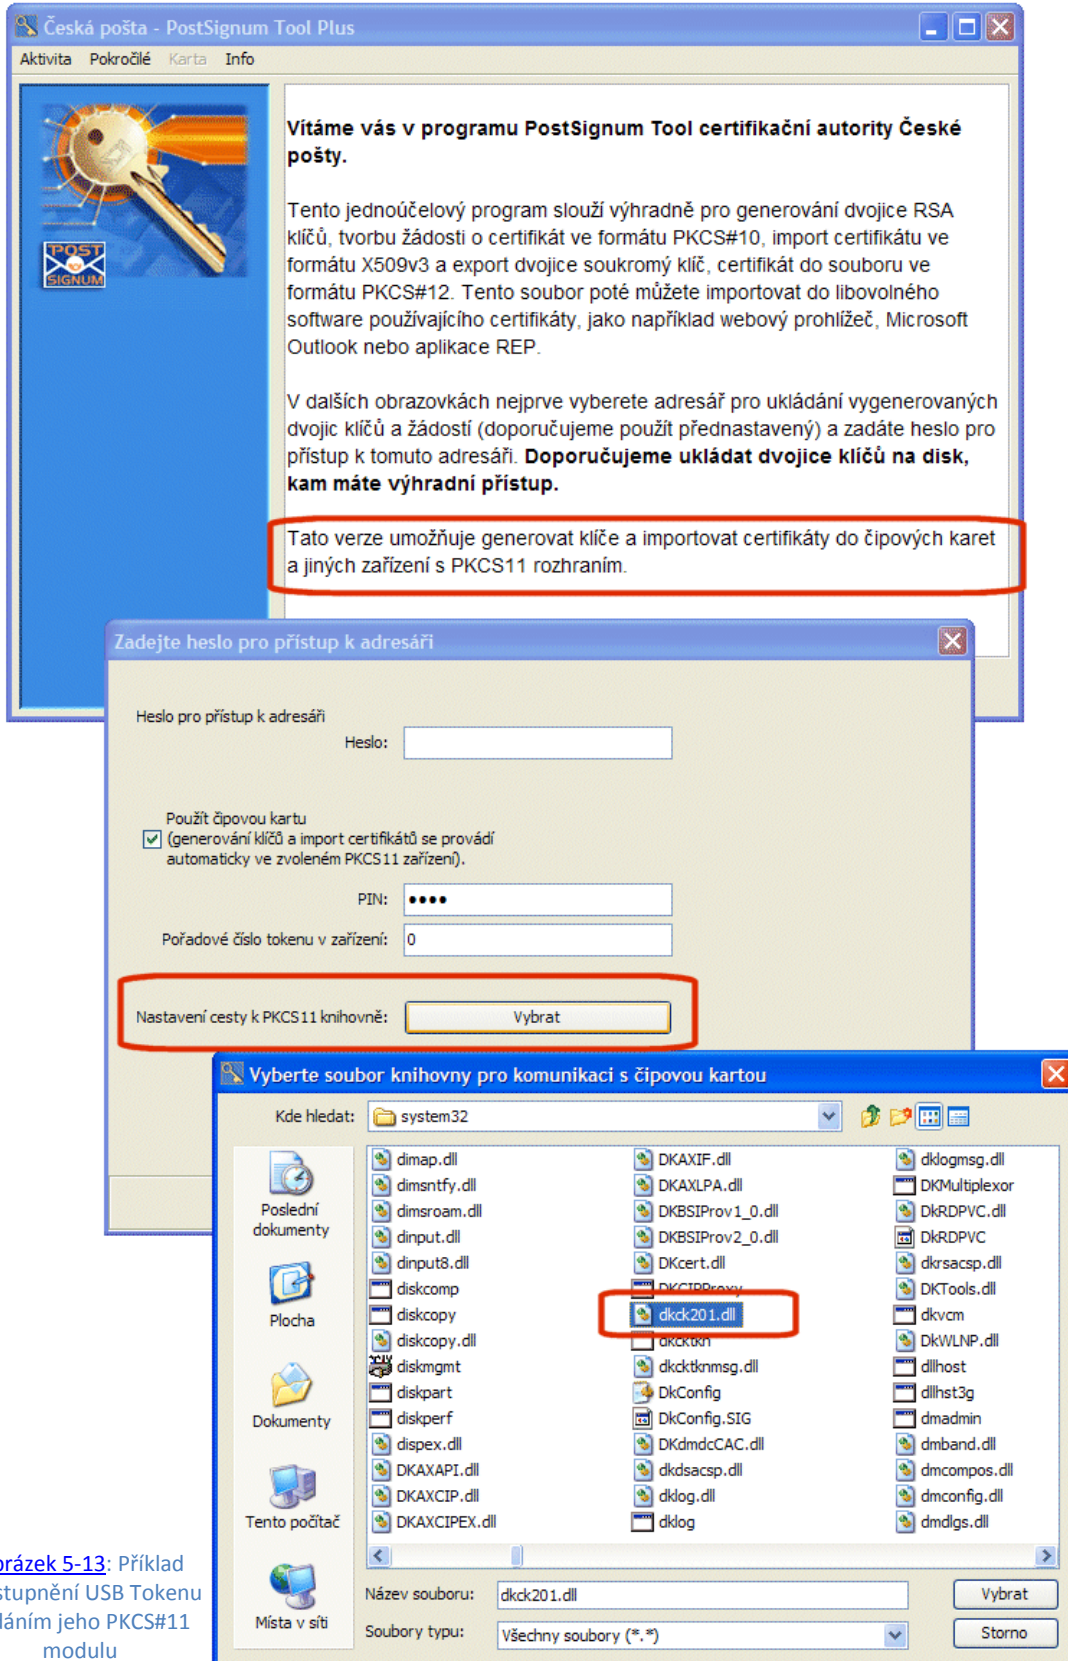 Česká pošta - PostSignum Tool Plus
Aktivita Pokročilé Karta Info
POST
SIGNUM
Vítáme vás v programu PostSignum Tool certifikační autority České
pošty.
Tento jednoúčelový program slouží výhradně pro generování dvojice RSA
klíčů, tvorbu žádosti o certifikát ve formátu PKCS#10, import certifikátu ve
formátu X509v3 a export dvojice soukromý klíč, certifikát do souboru ve
formátu PKCS#12. Tento soubor poté můžete importovat do libovolného
software používajícího certifikáty, jako například webový prohlížeč, Microsoft
Outlook nebo aplikace REP.
V dalších obrazovkách nejprve vyberete adresář pro ukládání vygenerovaných
dvojic klíčů a žádostí (doporučujeme použít přednastavený) a zadáte heslo pro
přístup k tomuto adresáři. Doporučujeme ukládat dvojice klíčů na disk,
kam máte výhradní přístup.
Tato verze umožňuje generovat klíče a importovat certifikáty do čipových karet
a jiných zařízení s PKCS11 rozhraním.
Zadejte heslo pro přístup k adresáři
Heslo pro přístup k adresáři
Heslo:
Použít čipovou kartu
(generování klíčů a import certifikátů se provádí
automaticky ve zvoleném PKCS11 zařízení).
PIN: ●●●●
Pořadové číslo tokenu v zařízení: 0
Nastavení cesty k PKCS11 knihovně: Vybrat
Vyberte soubor knihovny pro komunikaci s čipovou kartou
Kde hledat: system32
Poslední
dokumenty
Plocha
Dokumenty
Tento počítač
Místa v síti
dimap.dll
dimsntfy.dll
dimsroam.dll
dinput.dll
dinput8.dll
diskcomp
diskcopy
diskcopy.dll
diskmgmt
diskpart
diskperf
dispex.dll
DKAXAPI.dll
DKAXCIP.dll
DKAXCIPEX.dll
DKAXIF.dll
DKAXLPA.dll
DKBSIProv1_0.dll
DKBSIProv2_0.dll
DKcert.dll
DKCIPProxy
dkck201.dll
dkcktkn
dkcktknmsg.dll
DkConfig
DkConfig.SIG
DKdmdcCAC.dll
dkdsacsp.dll
dklog.dll
dklog
dklogmsg.dll
DKMultiplexor
DkRDPVC.dll
DkRDPVC
dkrsacsp.dll
DKTools.dll
dkvcm
DkWLNP.dll
dllhost
dllhst3g
dmadmin
dmband.dll
dmcompos.dll
dmconfig.dll
dmdlgs.dll
Název souboru: dkck201.dll Vybrat
Soubory typu: Všechny soubory (*.*) Storno
brázek 5-13: Příklad
stupnění USB Tokenu
dáním jeho PKCS#11
modulu